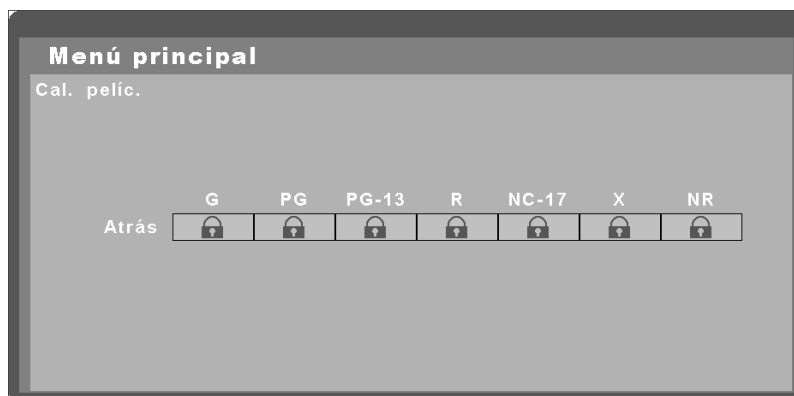 Menú principal
Cal. pelíc.
G PG PG-13 R NC-17 X NR
Atrás